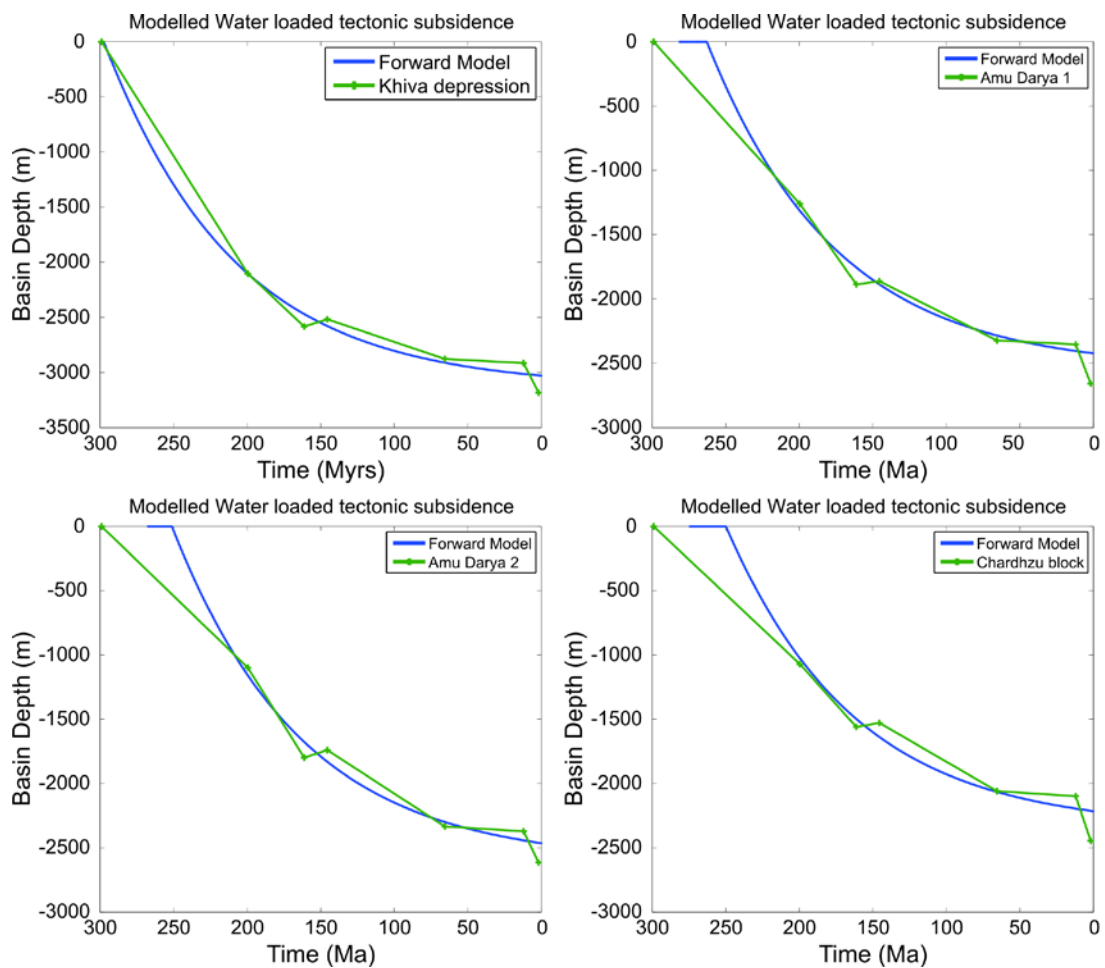 Modelled Water loaded tectonic subsidence
Forward Model
Khiva depression
Basin Depth (m)
0
-500
-1000
-1500
-2000
-2500
-3000
-3500
300 250 200 150 100 50 0
Time (Myrs)
Modelled Water loaded tectonic subsidence
Forward Model
Amu Darya 1
Basin Depth (m)
0
-500
-1000
-1500
-2000
-2500
-3000
300 250 200 150 100 50 0
Time (Ma)
Modelled Water loaded tectonic subsidence
Forward Model
Amu Darya 2
Basin Depth (m)
0
-500
-1000
-1500
-2000
-2500
-3000
300 250 200 150 100 50 0
Time (Ma)
Modelled Water loaded tectonic subsidence
Forward Model
Chardhzu block
Basin Depth (m)
0
-500
-1000
-1500
-2000
-2500
-3000
300 250 200 150 100 50 0
Time (Ma)